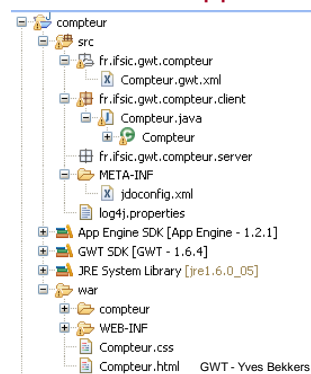 compteur
src
fr.ifsic.gwt.compteur
Compteur.gwt.xml
fr.ifsic.gwt.compteur.client
Compteur.java
Compteur
fr.ifsic.gwt.compteur.server
META-INF
jdoconfig.xml
log4j.properties
App Engine SDK [App Engine - 1.2.1]
GWT SDK [GWT - 1.6.4]
JRE System Library [jre1.6.0_05]
war
compteur
WEB-INF
Compteur.css
Compteur.html GWT - Yves Bekkers